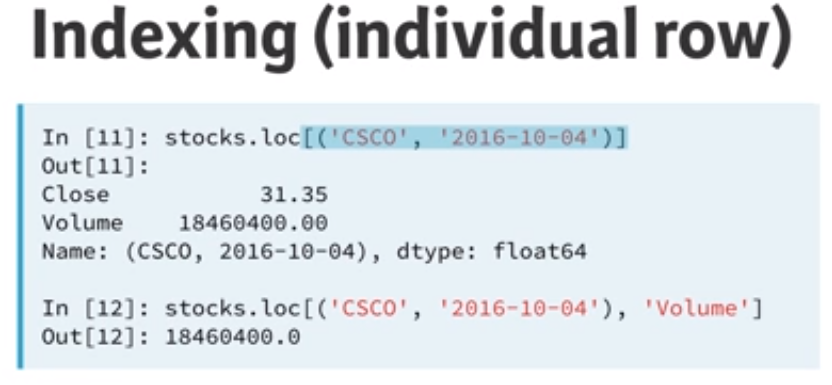 Indexing (individual row)
In [11]: stocks.loc[('CSCO', '2016-10-04')]
Out[11]:
Close 31.35
Volume 18460400.00
Name: (CSCO, 2016-10-04), dtype: float64
In [12]: stocks.loc[('CSCO', '2016-10-04'), 'Volume']
Out[12]: 18460400.0